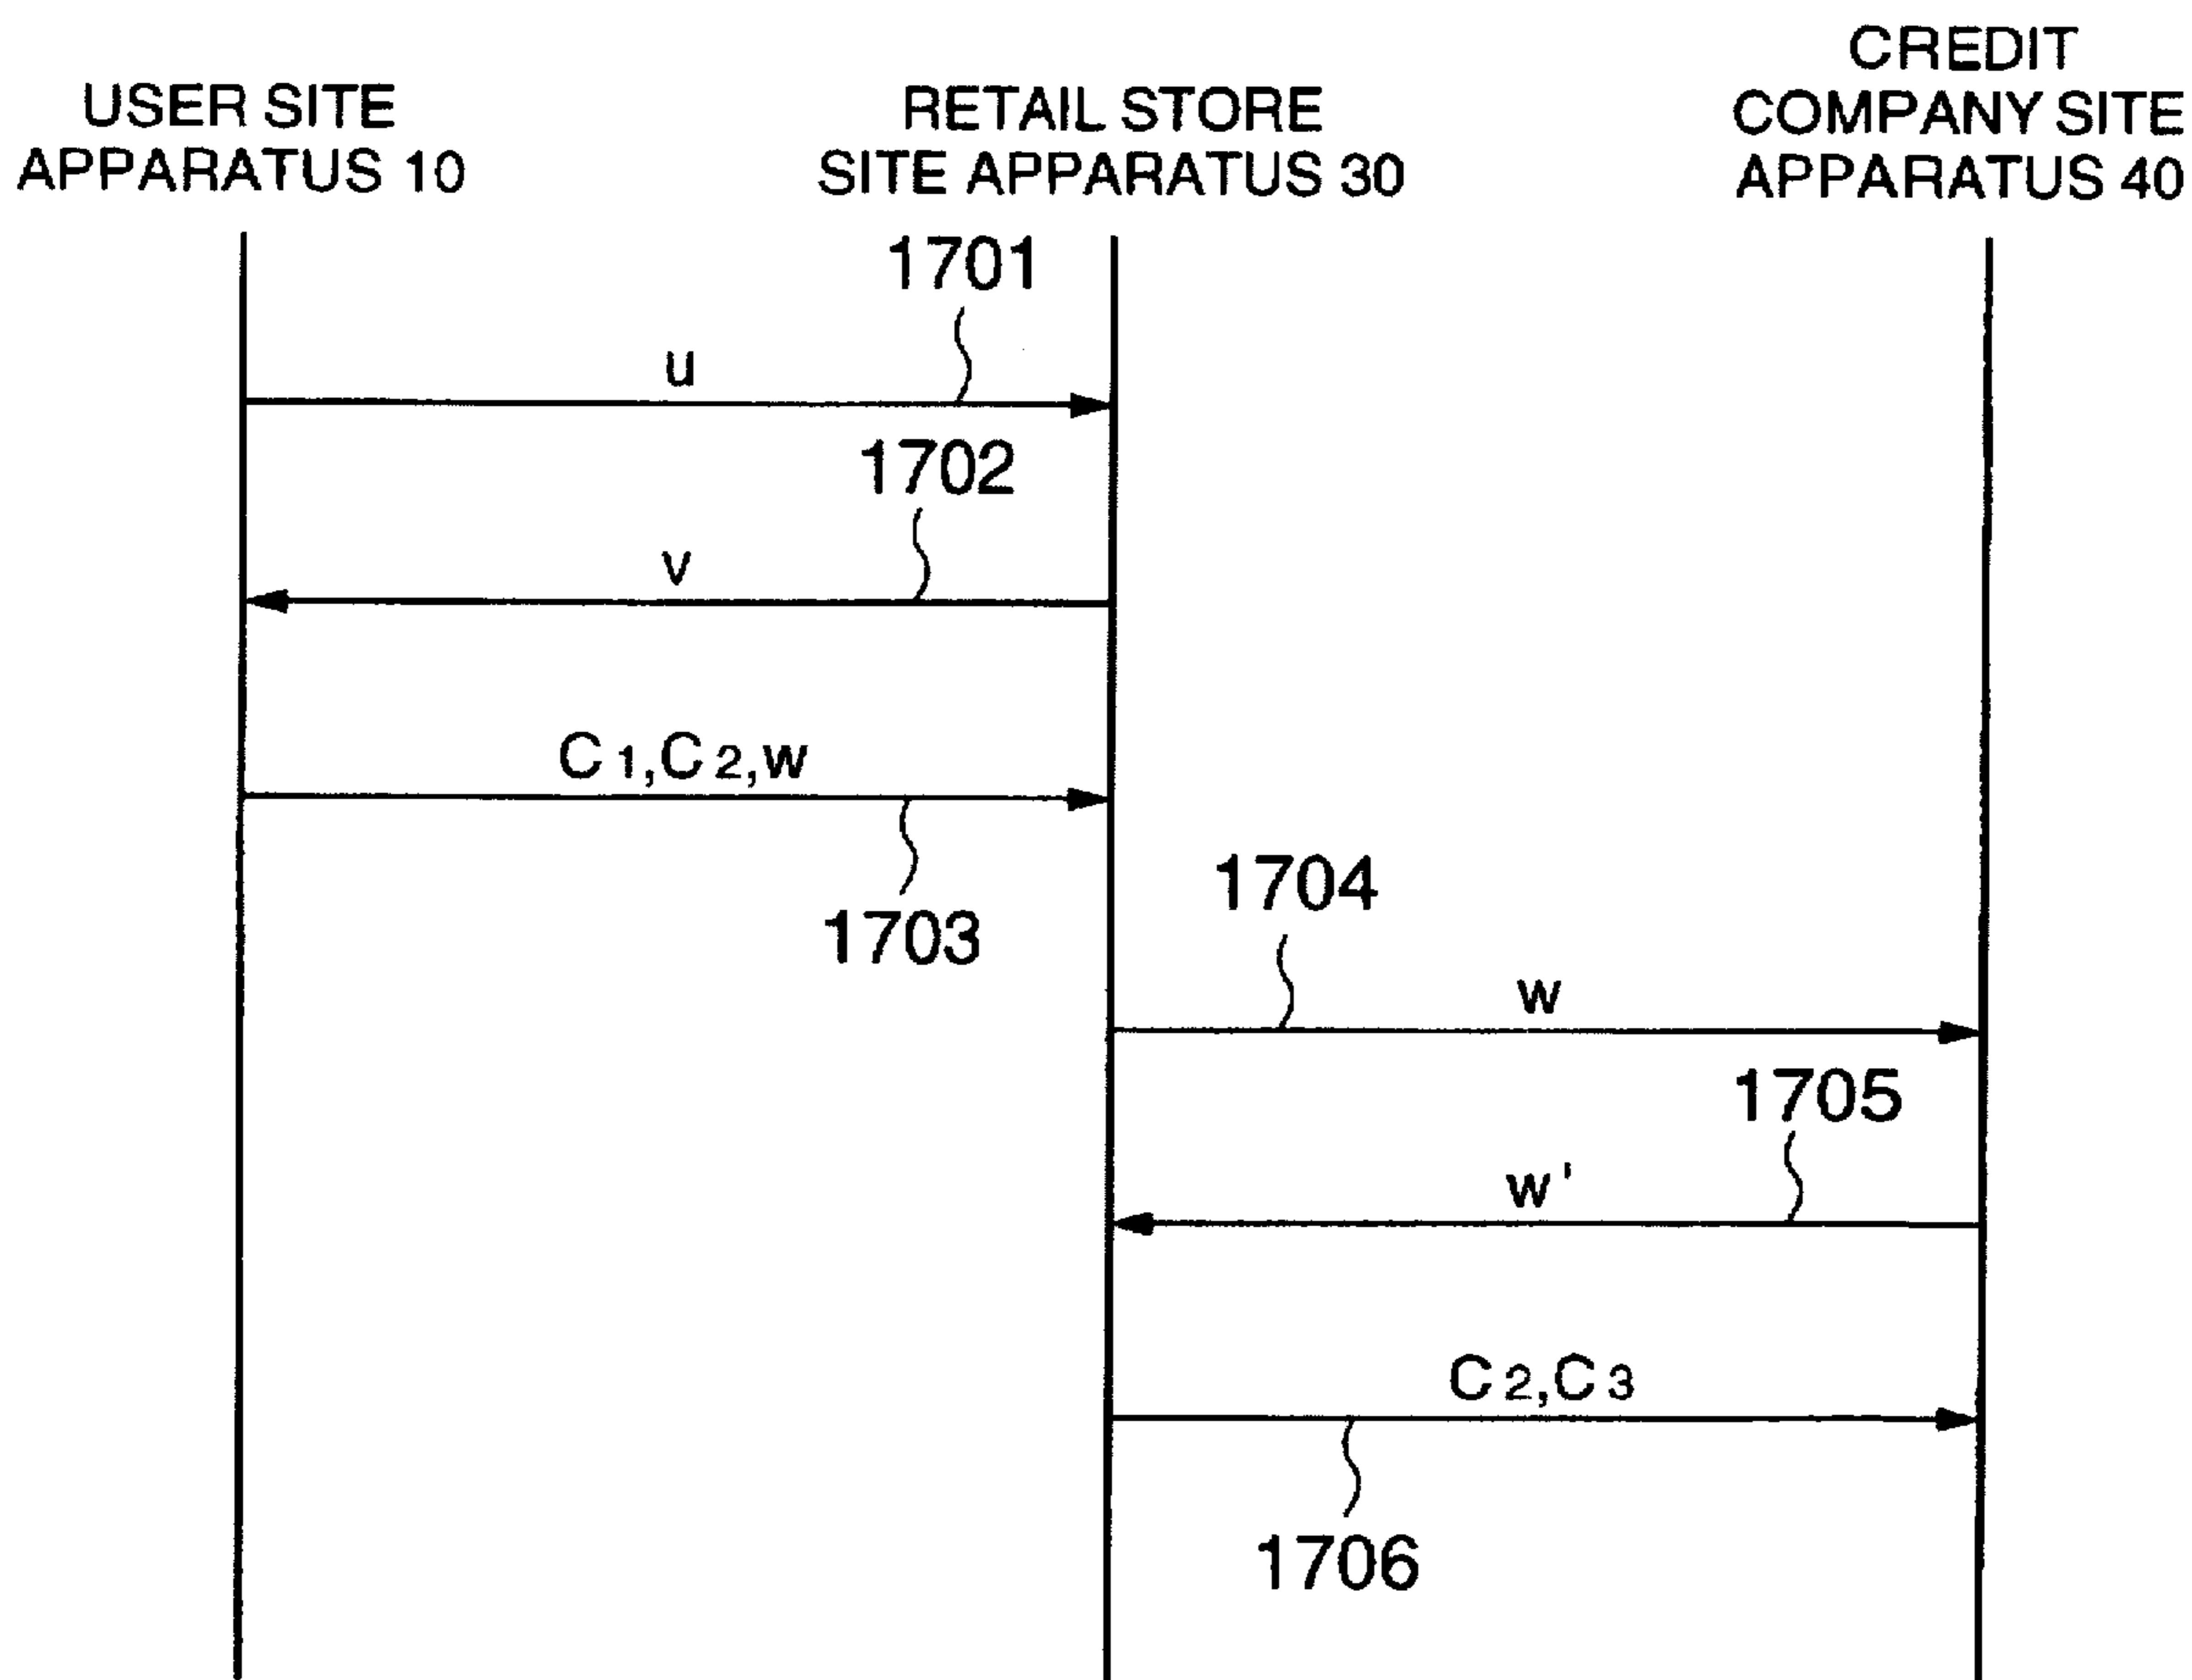 USER SITE
APPARATUS 10
RETAIL STORE
SITE APPARATUS 30
CREDIT
COMPANY SITE
APPARATUS 40
1701
u
1702
v
C1,C2,w
1703
1704
w
1705
w'
C2,C3
1706